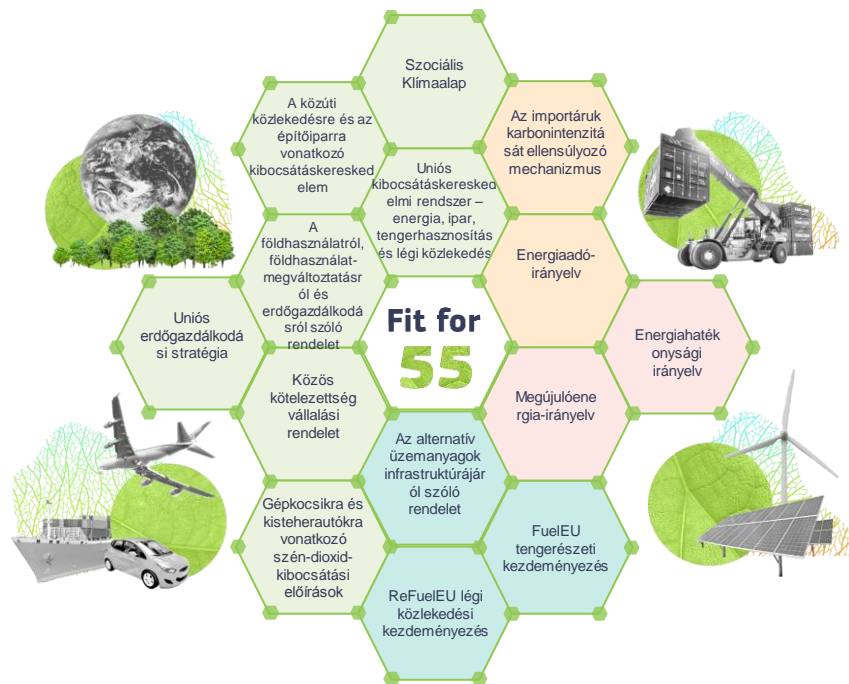 Szociális
Klímaalap
A közúti
közlekedésre és az
építőiparra
vonatkozó
kibocsátáskeresked
elem
Az importáruk
karbonintenzitá
sát ellensúlyozó
mechanizmus
Uniós
kibocsátáskeresked
elmi rendszer –
energia, ipar,
tengerhasznosítás
és légi közlekedés
A
földhasználatról,
földhasználat-
megváltoztatásr
ól és
erdőgazdálkodá
sról szóló
rendelet
Energiaadó-
irányelv
Uniós
erdőgazdálkodá
si stratégia
Fit for
55
Energiahaték
onysági
irányelv
Közös
kötelezettség
vállalási
rendelet
Megújulóene
rgia-irányelv
Az alternatív
üzemanyagok
infrastruktúrájár
ól szóló
rendelet
Gépkocsikra és
kisteherautókra
vonatkozó
szén-dioxid-
kibocsátási
előírások
FuelEU
tengerészeti
kezdeményezés
ReFuelEU légi
közlekedési
kezdeményezés